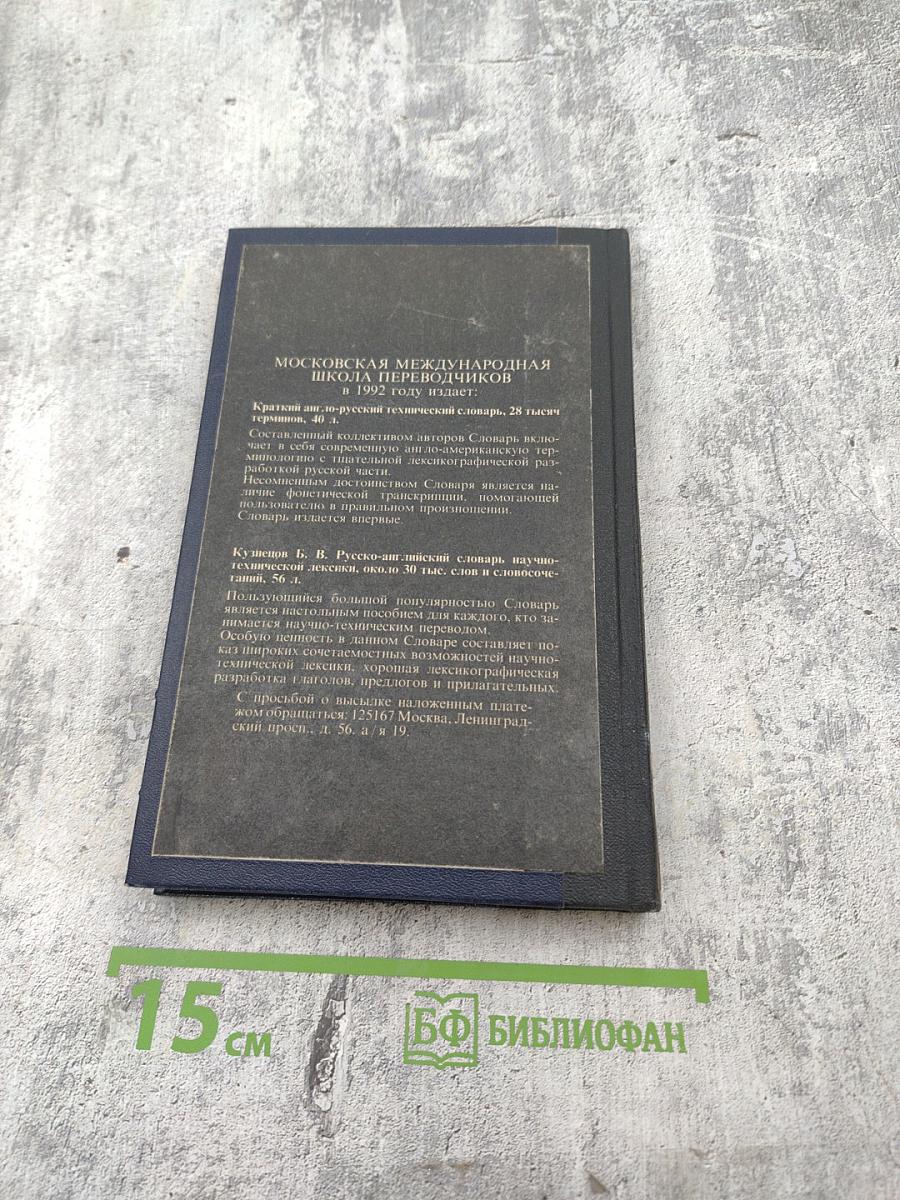 МОСКОВСКАЯ МЕЖДУНАРОДНАЯ
ШКОЛА ПЕРЕВОДЧИКОВ
в 1992 году издает:
Краткий англо-русский технический словарь, 28 тысяч
терминов, 40 л.
Составленный коллективом авторов Словарь вклю-
чает в себя современную англо-американскую тер-
минологию с тщательной лексикографической раз-
работкой русской части.
Несомненным достоинством Словаря является на-
личие фонетической транскрипции, помогающей
пользователю в правильном произношении.
Словарь издается впервые.
Кузнецов Б. В. Русско-английский словарь научно-
технической лексики, около 30 тыс. слов и словосоче-
таний, 56 л.
Пользующийся большой популярностью Словарь
является настольным пособием для каждого, кто за-
нимается научно-техническим переводом.
Особую ценность в данном Словаре составляет по-
каз широких сочетаемостных возможностей научно-
технической лексики, хорошая лексикографическая
разработка глаголов, предлогов и прилагательных.
С просьбой о высылке наложенным плате-
жом обращаться: 125167 Москва, Ленинград-
ский просп., д. 56. а/я 19.
15 см
БФ БИБЛИОФАН